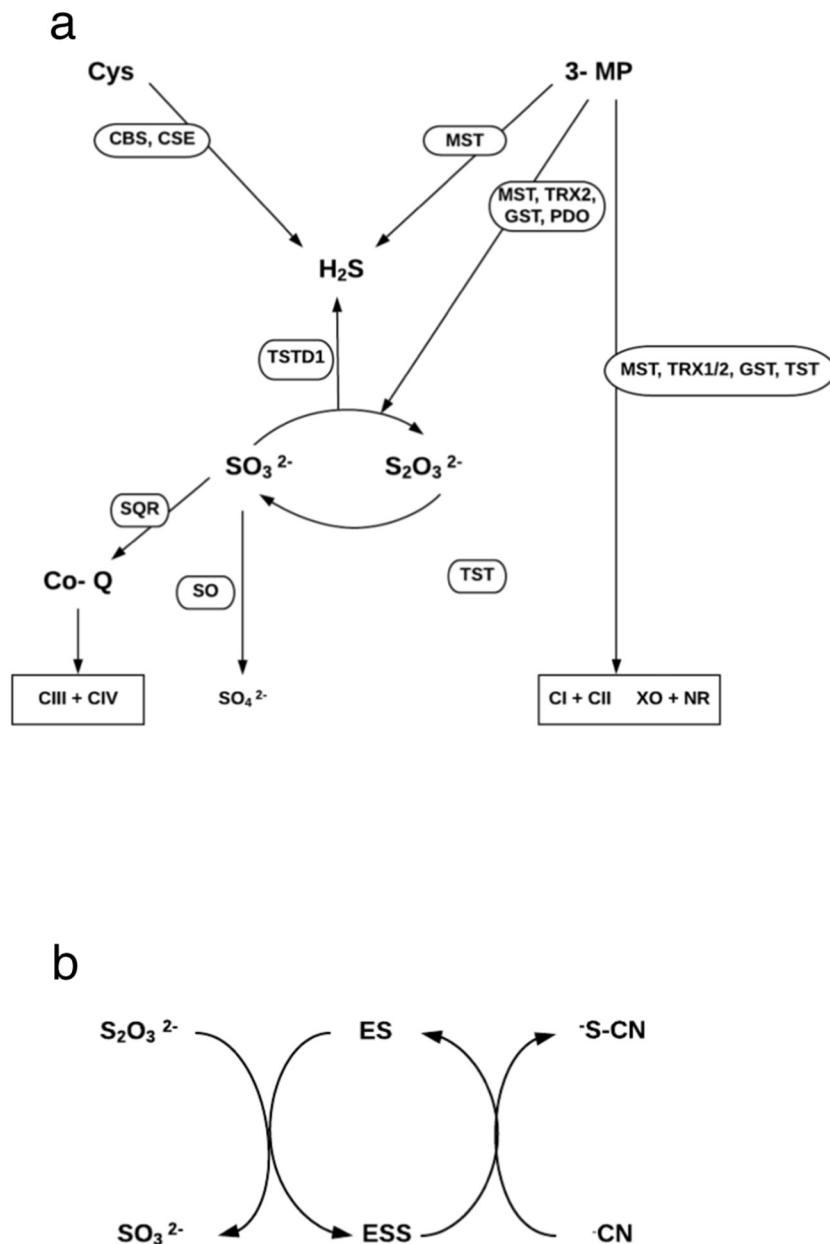 a
Cys 3- MP
CBS, CSE MST
MST, TRX2,
GST, PDO
H₂S
TSTD1
MST, TRX1/2, GST, TST
SO₃ ²⁻ S₂O₃ ²⁻
SQR
Co- Q SO TST
CIII + CIV SO₄ ²⁻ CI + CII XO + NR
b
S₂O₃ ²⁻ ES ⁻S-CN
SO₃ ²⁻ ESS ⁻CN